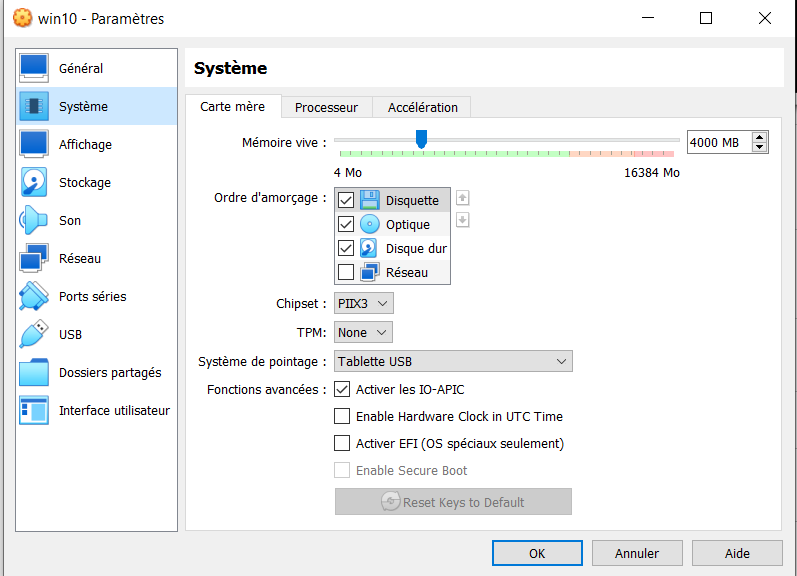 win10 - Paramètres
Général
Système
Affichage
Stockage
Son
Réseau
Ports séries
USB
Dossiers partagés
Interface utilisateur
Système
Carte mère Processeur Accélération
Mémoire vive : 4000 MB
4 Mo 16384 Mo
Ordre d'amorçage : Disquette
Optique
Disque dur
Réseau
Chipset : PIIX3
TPM: None
Système de pointage : Tablette USB
Fonctions avancées : Activer les IO-APIC
Enable Hardware Clock in UTC Time
Activer EFI (OS spéciaux seulement)
Enable Secure Boot
Reset Keys to Default
OK Annuler Aide